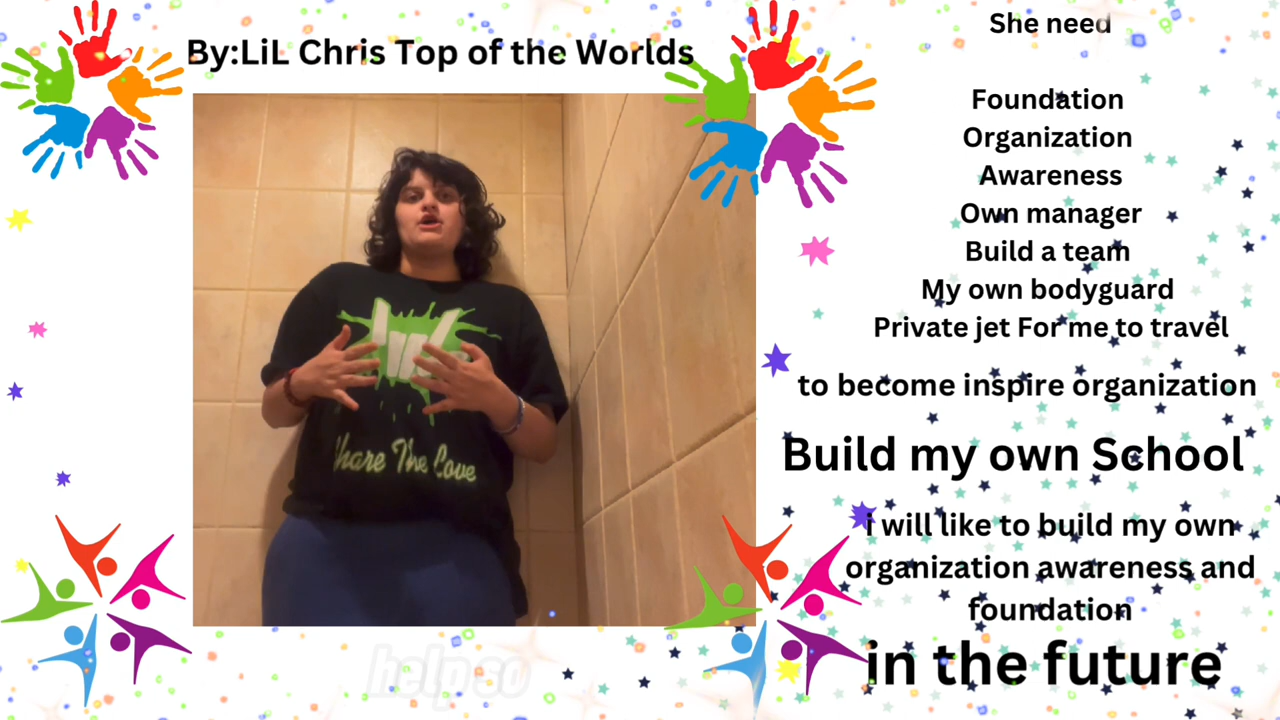 By:LiL Chris Top of the Worlds
Share The Love
help so
She need
Foundation
Organization
Awareness
Own manager
Build a team
My own bodyguard
Private jet For me to travel
to become inspire organization
Build my own School
i will like to build my own
organization awareness and
foundation
in the future